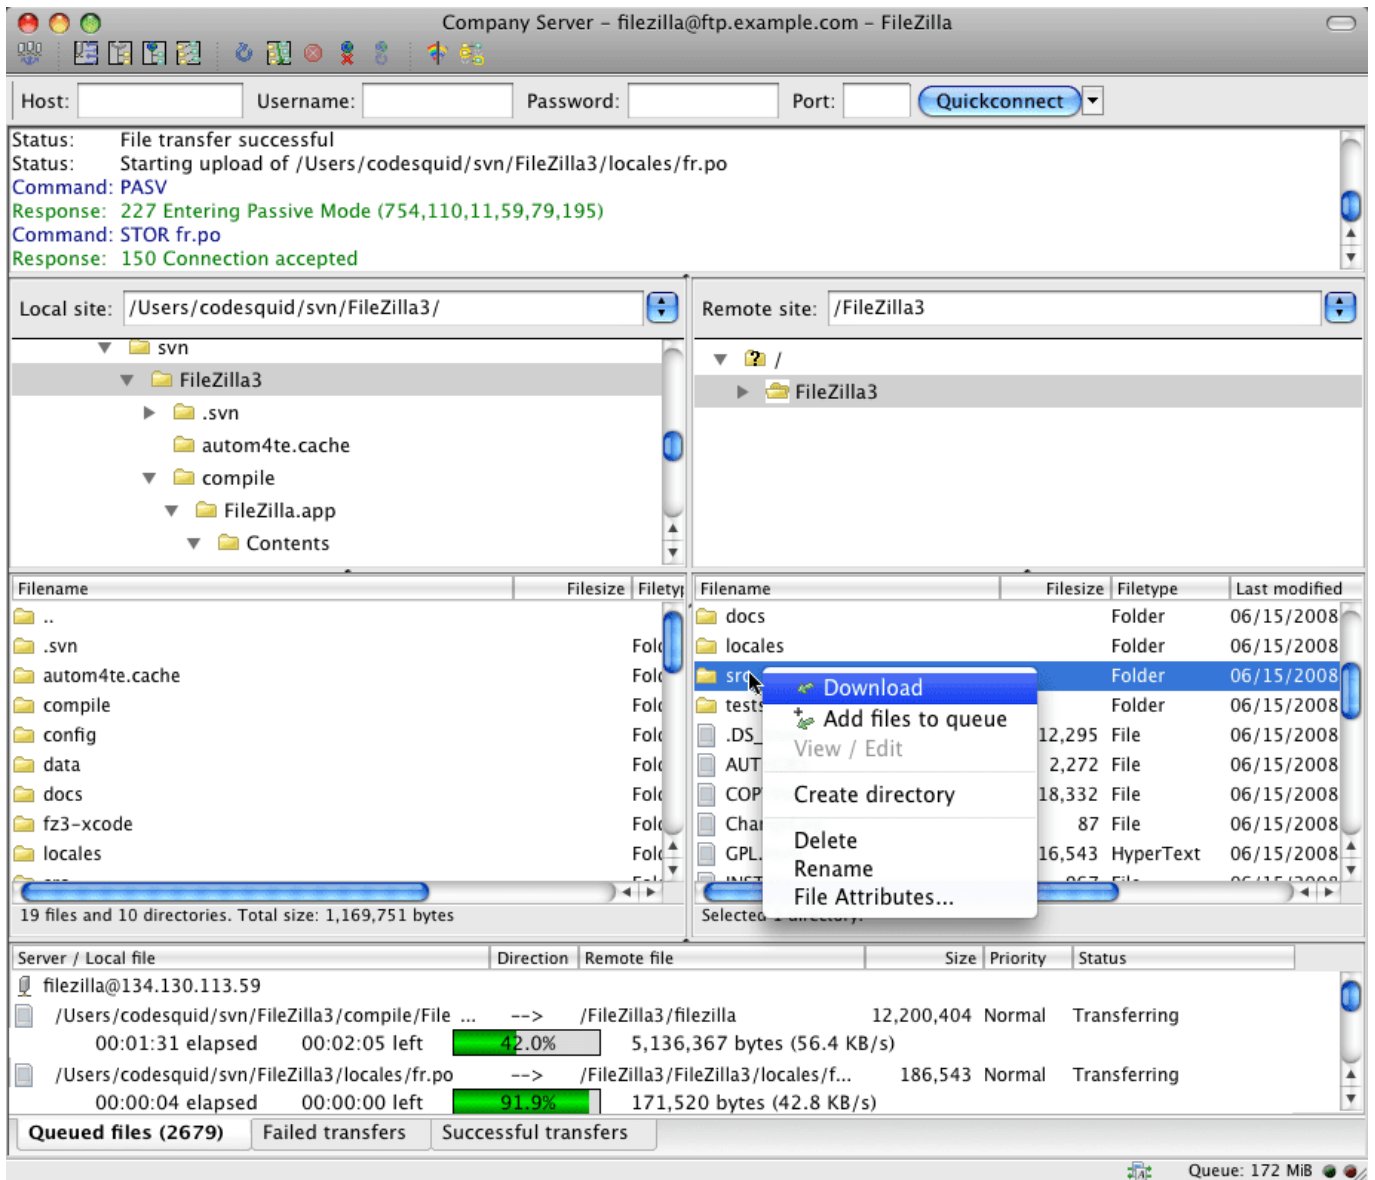 Company Server – filezilla@ftp.example.com – FileZilla
Host: Username: Password: Port: Quickconnect
Status: File transfer successful
Status: Starting upload of /Users/codesquid/svn/FileZilla3/locales/fr.po
Command: PASV
Response: 227 Entering Passive Mode (754,110,11,59,79,195)
Command: STOR fr.po
Response: 150 Connection accepted
Local site: /Users/codesquid/svn/FileZilla3/
svn
FileZilla3
.svn
autom4te.cache
compile
FileZilla.app
Contents
Remote site: /FileZilla3
/
FileZilla3
Filename Filesize
..
.svn
autom4te.cache
compile
config
data
docs
fz3-xcode
locales
19 files and 10 directories. Total size: 1,169,751 bytes
Filename Filesize Filetype Last modified
docs Folder 06/15/2008
locales Folder 06/15/2008
src Folder 06/15/2008
tests Folder 06/15/2008
.DS_ 12,295 File 06/15/2008
AUT 2,272 File 06/15/2008
COP 18,332 File 06/15/2008
Cha 87 File 06/15/2008
GPL. 16,543 HyperText 06/15/2008
Selected 1 directory.
Download
Add files to queue
View / Edit
Create directory
Delete
Rename
File Attributes...
Server / Local file Direction Remote file Size Priority Status
filezilla@134.130.113.59
/Users/codesquid/svn/FileZilla3/compile/File ... --> /FileZilla3/filezilla 12,200,404 Normal Transferring
00:01:31 elapsed 00:02:05 left 42.0% 5,136,367 bytes (56.4 KB/s)
/Users/codesquid/svn/FileZilla3/locales/fr.po --> /FileZilla3/FileZilla3/locales/f... 186,543 Normal Transferring
00:00:04 elapsed 00:00:00 left 91.9% 171,520 bytes (42.8 KB/s)
Queued files (2679) Failed transfers Successful transfers
Queue: 172 MiB